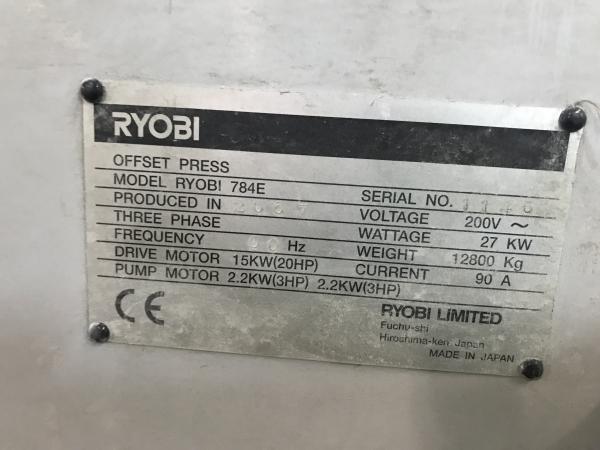 RYOBI
OFFSET PRESS
MODEL RYOBI 784E
PRODUCED IN SERIAL NO.
THREE PHASE VOLTAGE 200V ~
FREQUENCY Hz WATTAGE 27 KW
DRIVE MOTOR 15KW(20HP) WEIGHT 12800 Kg
PUMP MOTOR 2.2KW(3HP) 2.2KW(3HP) CURRENT 90 A
CE
RYOBI LIMITED
Fuchu-shi
Hiroshima-ken Japan
MADE IN JAPAN